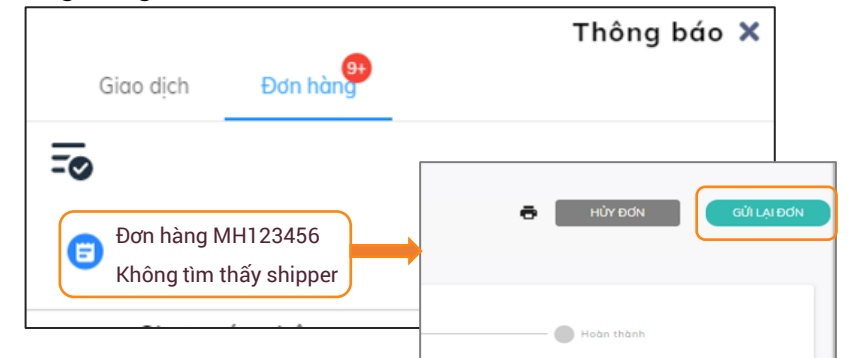 Thông báo
Giao dịch
Đơn hàng
9+
Đơn hàng MH123456
Không tìm thấy shipper
HỦY ĐƠN
GỬI LẠI ĐƠN
Hoàn thành